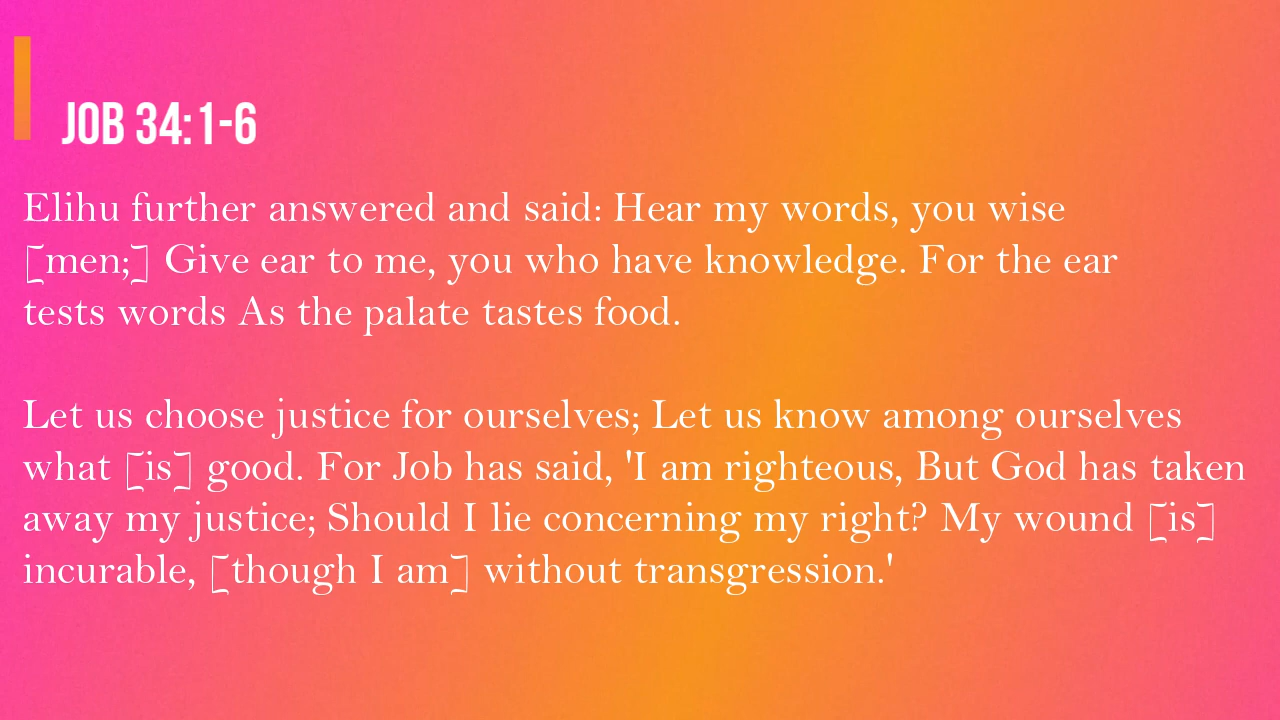 JOB 34:1-6
Elihu further answered and said: Hear my words, you wise
[men;] Give ear to me, you who have knowledge. For the ear
tests words As the palate tastes food.
Let us choose justice for ourselves; Let us know among ourselves
what [is] good. For Job has said, 'I am righteous, But God has taken
away my justice; Should I lie concerning my right? My wound [is]
incurable, [though I am] without transgression.'